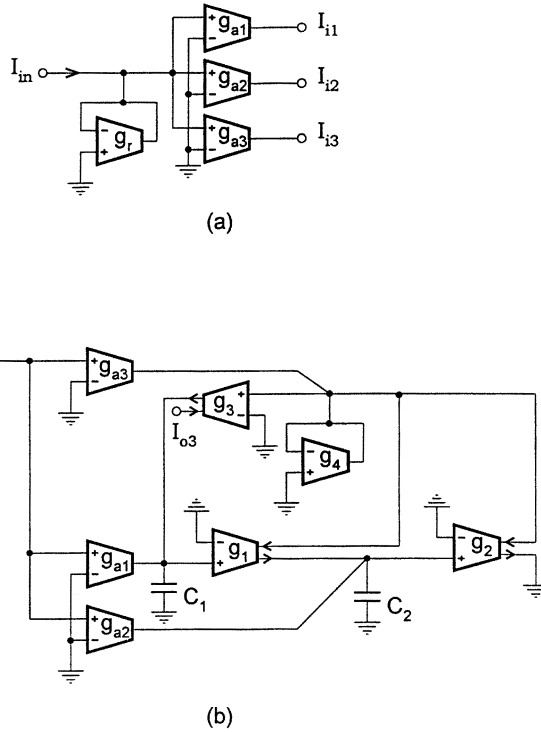 g_a1 I_i1
I_in g_a2 I_i2
g_r g_a3 I_i3
(a)
g_a3
g_3
I_o3
g_4
g_1 g_2
g_a1
C_1 C_2
g_a2
(b)